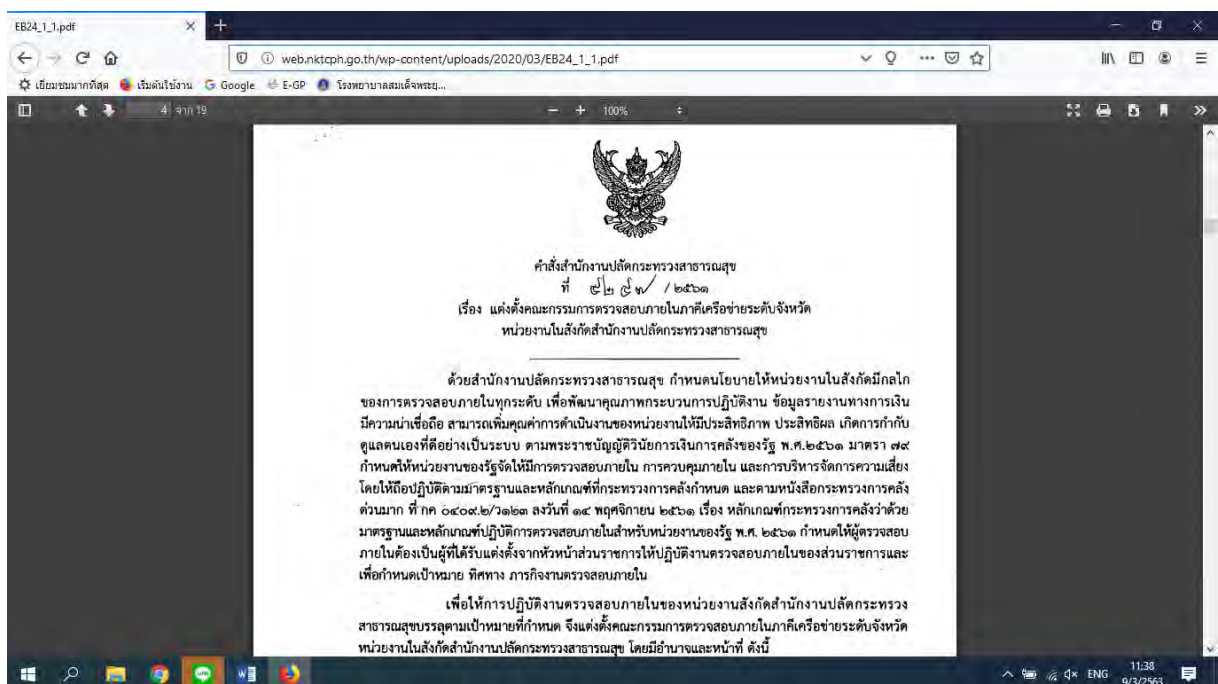 EB24_1_1.pdf
web.nktcph.go.th/wp-content/uploads/2020/03/EB24_1_1.pdf
เยี่ยมชมมากที่สุด เริ่มต้นใช้งาน Google E-GP โรงพยาบาลสมเด็จพระยุ...
4 จาก 19 100%
คำสั่งสำนักงานปลัดกระทรวงสาธารณสุข
ที่ /๒๕๖๑
เรื่อง แต่งตั้งคณะกรรมการตรวจสอบภายในภาคีเครือข่ายระดับจังหวัด
หน่วยงานในสังกัดสำนักงานปลัดกระทรวงสาธารณสุข
ด้วยสำนักงานปลัดกระทรวงสาธารณสุข กำหนดนโยบายให้หน่วยงานในสังกัดมีกลไก
ของการตรวจสอบภายในทุกระดับ เพื่อพัฒนาคุณภาพกระบวนการปฏิบัติงาน ข้อมูลรายงานทางการเงิน
มีความน่าเชื่อถือ สามารถเพิ่มคุณค่าการดำเนินงานของหน่วยงานให้มีประสิทธิภาพ ประสิทธิผล เกิดการกำกับ
ดูแลตนเองที่ดีอย่างเป็นระบบ ตามพระราชบัญญัติวินัยการเงินการคลังของรัฐ พ.ศ.๒๕๖๑ มาตรา ๗๙
กำหนดให้หน่วยงานของรัฐจัดให้มีการตรวจสอบภายใน การควบคุมภายใน และการบริหารจัดการความเสี่ยง
โดยให้ถือปฏิบัติตามมาตรฐานและหลักเกณฑ์ที่กระทรวงการคลังกำหนด และตามหนังสือกระทรวงการคลัง
ด่วนมาก ที่ กค ๐๔๐๙.๒/ว๑๒๓ ลงวันที่ ๑๔ พฤศจิกายน ๒๕๖๑ เรื่อง หลักเกณฑ์กระทรวงการคลังว่าด้วย
มาตรฐานและหลักเกณฑ์ปฏิบัติการตรวจสอบภายในสำหรับหน่วยงานของรัฐ พ.ศ. ๒๕๖๑ กำหนดให้ผู้ตรวจสอบ
ภายในต้องเป็นผู้ที่ได้รับแต่งตั้งจากหัวหน้าส่วนราชการให้ปฏิบัติงานตรวจสอบภายในของส่วนราชการและ
เพื่อกำหนดเป้าหมาย ทิศทาง ภารกิจงานตรวจสอบภายใน
เพื่อให้การปฏิบัติงานตรวจสอบภายในของหน่วยงานสังกัดสำนักงานปลัดกระทรวง
สาธารณสุขบรรลุตามเป้าหมายที่กำหนด จึงแต่งตั้งคณะกรรมการตรวจสอบภายในภาคีเครือข่ายระดับจังหวัด
หน่วยงานในสังกัดสำนักงานปลัดกระทรวงสาธารณสุข โดยมีอำนาจและหน้าที่ ดังนี้
ENG 11:38
9/3/2563